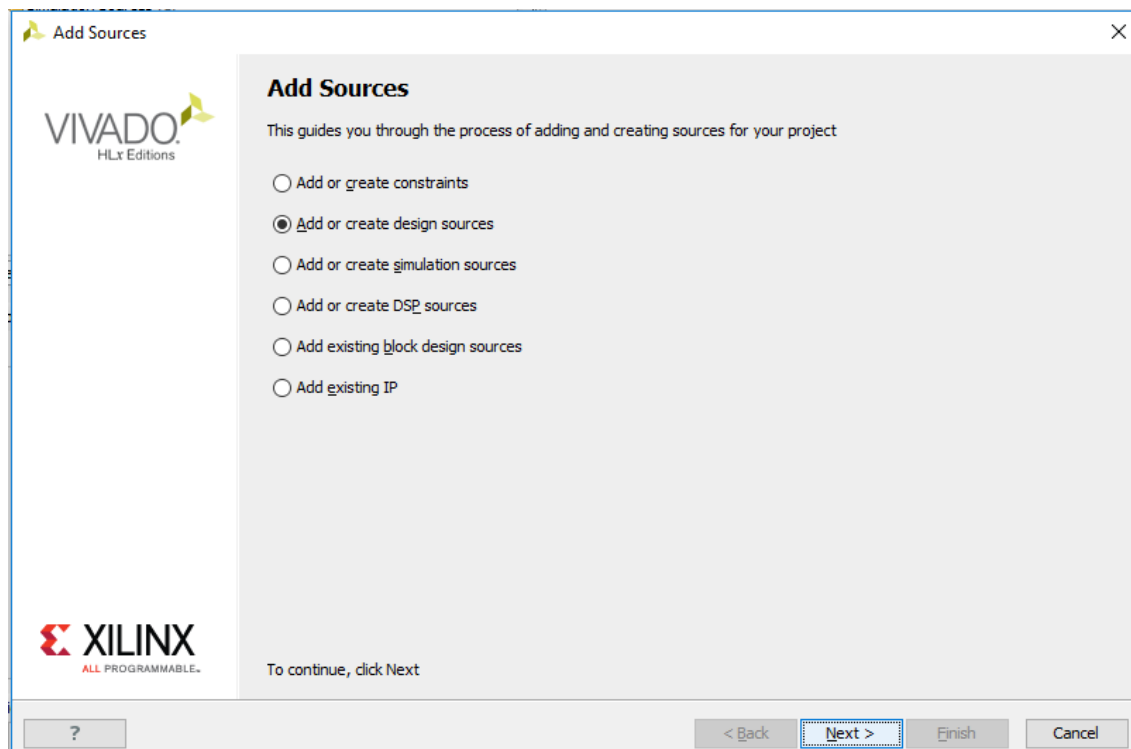 Add Sources
VIVADO.
HLx Editions
Add Sources
This guides you through the process of adding and creating sources for your project
Add or create constraints
Add or create design sources
Add or create simulation sources
Add or create DSP sources
Add existing block design sources
Add existing IP
XILINX
ALL PROGRAMMABLE™
To continue, click Next
?
< Back
Next >
Finish
Cancel